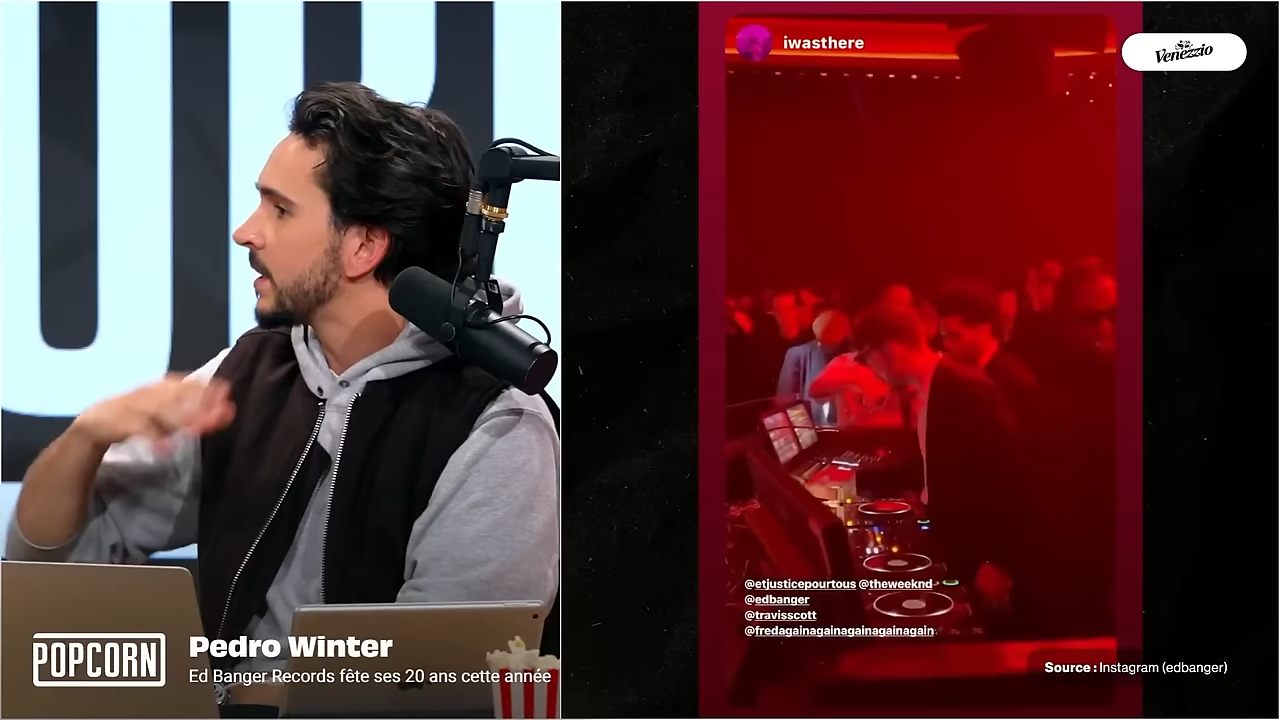 iwasthere
Venezzio
@etjusticepourtous @theweeknd
@edbanger
@travisscott
@fredagainagainagainagainagain
POPCORN
Pedro Winter
Ed Banger Records fête ses 20 ans cette année
Source : Instagram (edbanger)